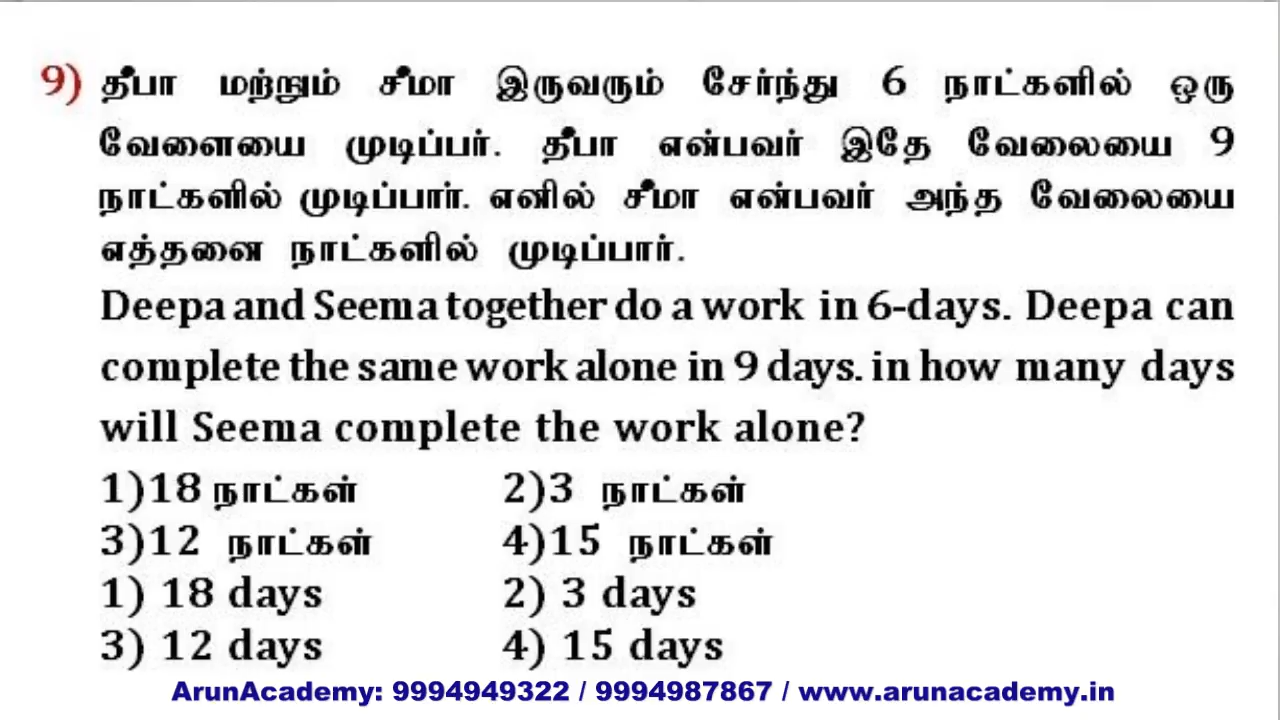 9) தீபா மற்றும் சீமா இருவரும் சேர்ந்து 6 நாட்களில் ஒரு
வேளையை முடிப்பர். தீபா என்பவர் இதே வேலையை 9
நாட்களில் முடிப்பார். எனில் சீமா என்பவர் அந்த வேலையை
எத்தனை நாட்களில் முடிப்பார்.
Deepa and Seema together do a work in 6-days. Deepa can
complete the same work alone in 9 days. in how many days
will Seema complete the work alone?
1)18 நாட்கள் 2)3 நாட்கள்
3)12 நாட்கள் 4)15 நாட்கள்
1) 18 days 2) 3 days
3) 12 days 4) 15 days
ArunAcademy: 9994949322 / 9994987867 / www.arunacademy.in